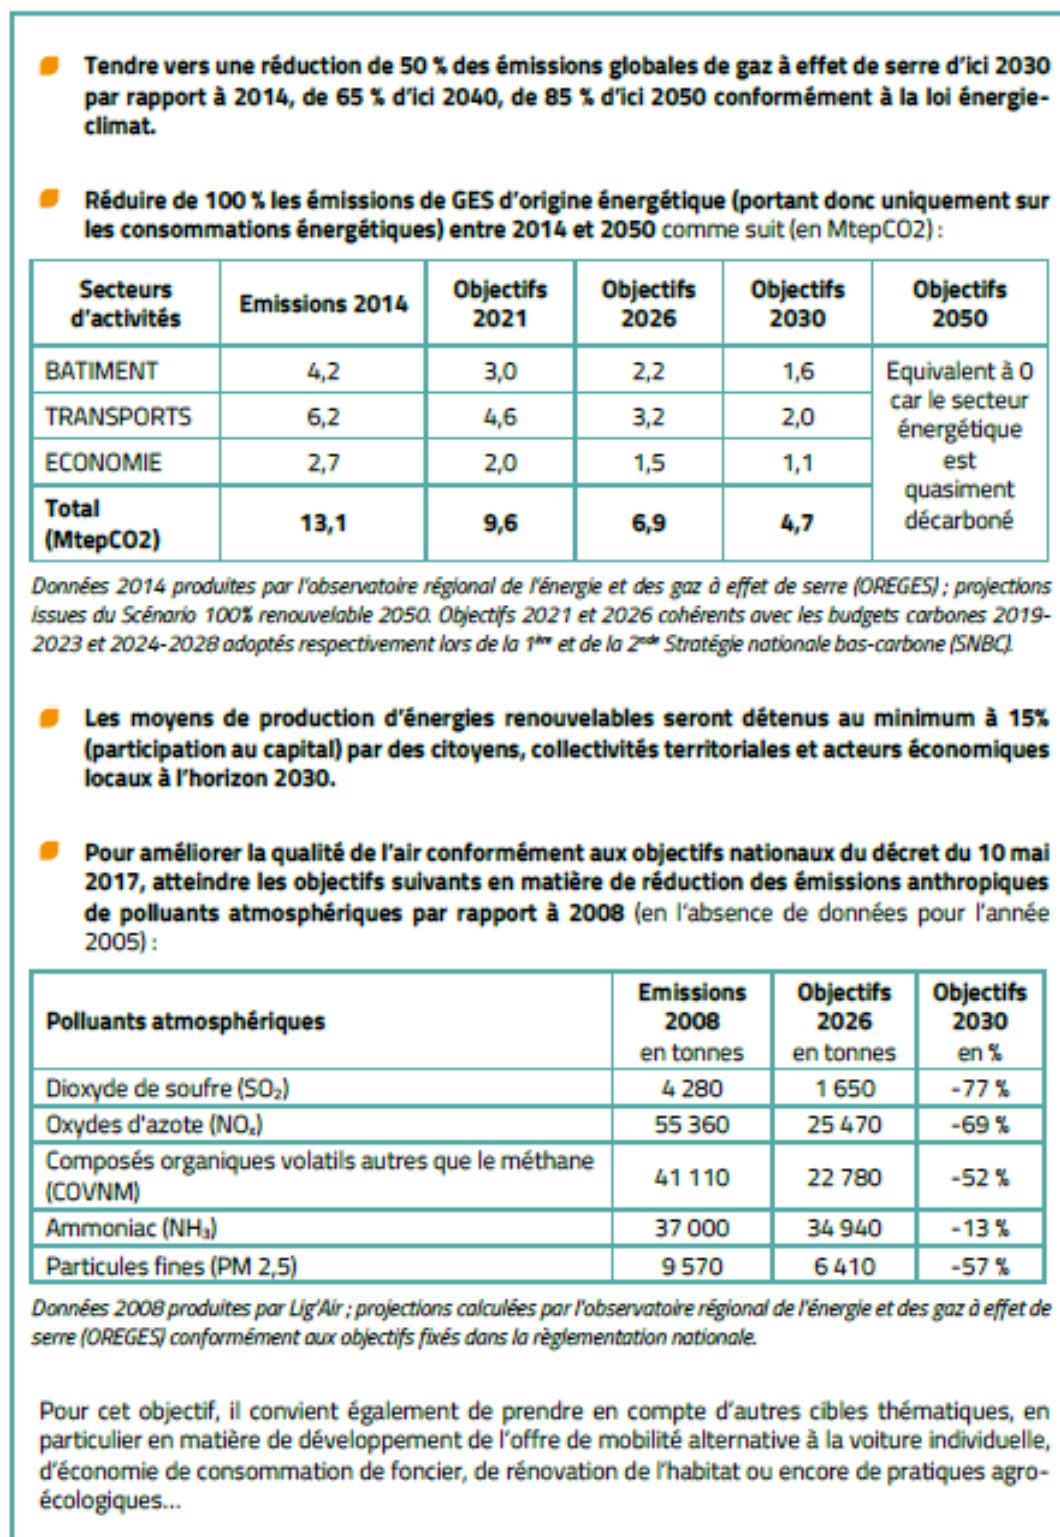 Tendre vers une réduction de 50 % des émissions globales de gaz à effet de serre d'ici 2030
par rapport à 2014, de 65 % d'ici 2040, de 85 % d'ici 2050 conformément à la loi énergie-
climat.
Réduire de 100 % les émissions de GES d'origine énergétique (portant donc uniquement sur
les consommations énergétiques) entre 2014 et 2050 comme suit (en MtepCO2) :
Secteurs d'activités Emissions 2014 Objectifs 2021 Objectifs 2026 Objectifs 2030 Objectifs 2050
BATIMENT 4,2 3,0 2,2 1,6
TRANSPORTS 6,2 4,6 3,2 2,0
ECONOMIE 2,7 2,0 1,5 1,1
Total (MtepCO2) 13,1 9,6 6,9 4,7
Equivalent à 0
car le secteur
énergétique
est
quasiment
décarboné
Données 2014 produites par l'observatoire régional de l'énergie et des gaz à effet de serre (OREGES) ; projections
issues du Scénario 100% renouvelable 2050. Objectifs 2021 et 2026 cohérents avec les budgets carbones 2019-
2023 et 2024-2028 adoptés respectivement lors de la 1ère et de la 2nde Stratégie nationale bas-carbone (SNBC).
Les moyens de production d'énergies renouvelables seront détenus au minimum à 15%
(participation au capital) par des citoyens, collectivités territoriales et acteurs économiques
locaux à l'horizon 2030.
Pour améliorer la qualité de l'air conformément aux objectifs nationaux du décret du 10 mai
2017, atteindre les objectifs suivants en matière de réduction des émissions anthropiques
de polluants atmosphériques par rapport à 2008 (en l'absence de données pour l'année
2005) :
Polluants atmosphériques Emissions 2008 en tonnes Objectifs 2026 en tonnes Objectifs 2030 en %
Dioxyde de soufre (SO₂) 4 280 1 650 -77 %
Oxydes d'azote (NOₓ) 55 360 25 470 -69 %
Composés organiques volatils autres que le méthane
(COVNM) 41 110 22 780 -52 %
Ammoniac (NH₃) 37 000 34 940 -13 %
Particules fines (PM 2,5) 9 570 6 410 -57 %
Données 2008 produites par Lig'Air ; projections calculées par l'observatoire régional de l'énergie et des gaz à effet de
serre (OREGES) conformément aux objectifs fixés dans la règlementation nationale.
Pour cet objectif, il convient également de prendre en compte d'autres cibles thématiques, en
particulier en matière de développement de l'offre de mobilité alternative à la voiture individuelle,
d'économie de consommation de foncier, de rénovation de l'habitat ou encore de pratiques agro-
écologiques...